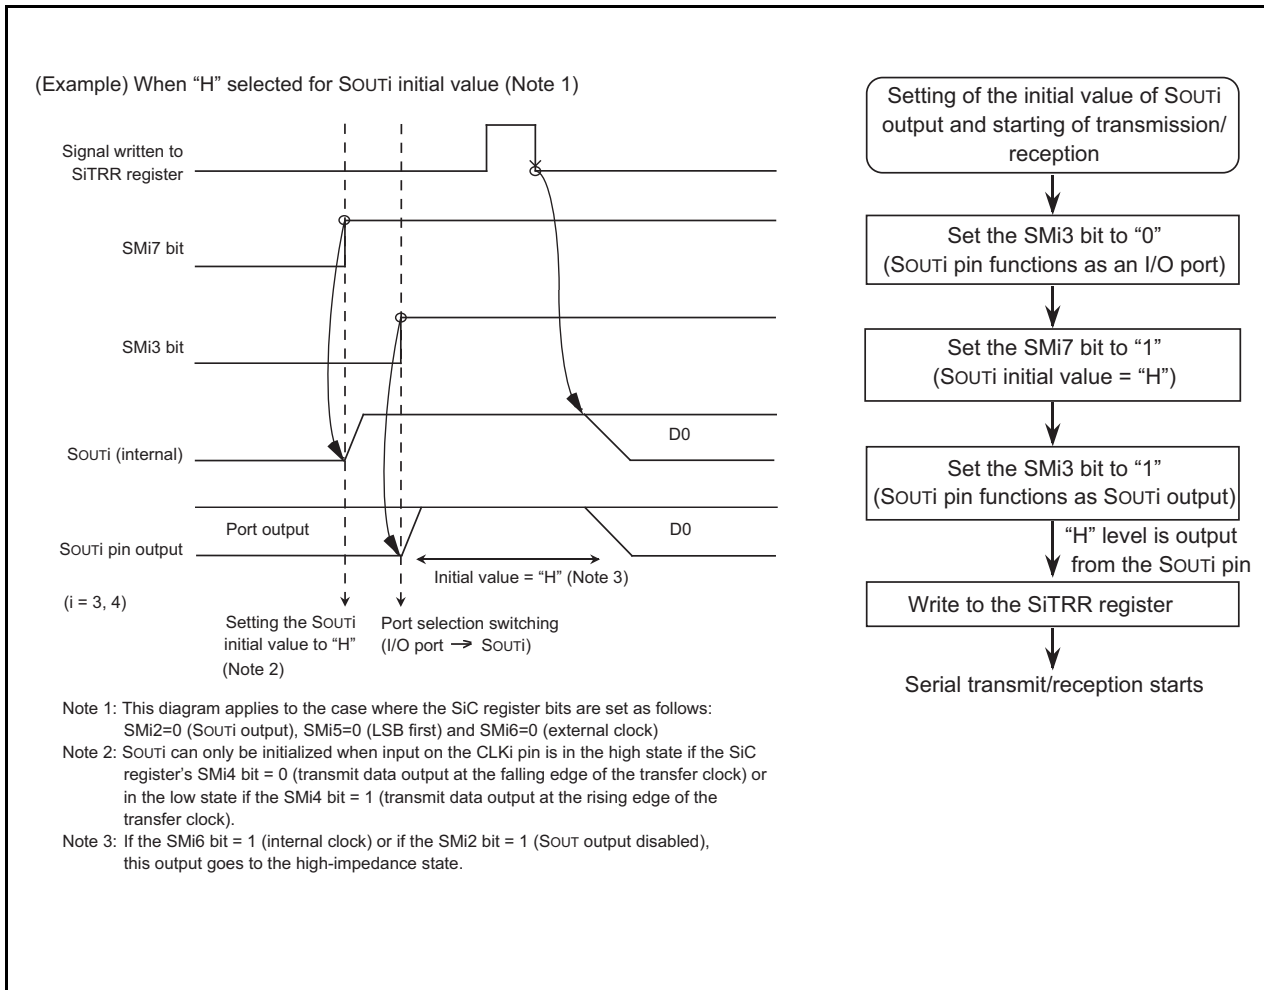 (Example) When “H” selected for SOUTi initial value (Note 1)
Signal written to
SiTRR register
SMi7 bit
SMi3 bit
SOUTi (internal)
D0
Port output
D0
SOUTi pin output
Initial value = “H” (Note 3)
(i = 3, 4)
Setting the SOUTi
initial value to “H”
(Note 2)
Port selection switching
(I/O port → SOUTi)
Note 1: This diagram applies to the case where the SiC register bits are set as follows:
SMi2=0 (SOUTi output), SMi5=0 (LSB first) and SMi6=0 (external clock)
Note 2: SOUTi can only be initialized when input on the CLKi pin is in the high state if the SiC
register’s SMi4 bit = 0 (transmit data output at the falling edge of the transfer clock) or
in the low state if the SMi4 bit = 1 (transmit data output at the rising edge of the
transfer clock).
Note 3: If the SMi6 bit = 1 (internal clock) or if the SMi2 bit = 1 (SOUT output disabled),
this output goes to the high-impedance state.
Setting of the initial value of SOUTi
output and starting of transmission/
reception
Set the SMi3 bit to “0”
(SOUTi pin functions as an I/O port)
Set the SMi7 bit to “1”
(SOUTi initial value = “H”)
Set the SMi3 bit to “1”
(SOUTi pin functions as SOUTi output)
“H” level is output
from the SOUTi pin
Write to the SiTRR register
Serial transmit/reception starts